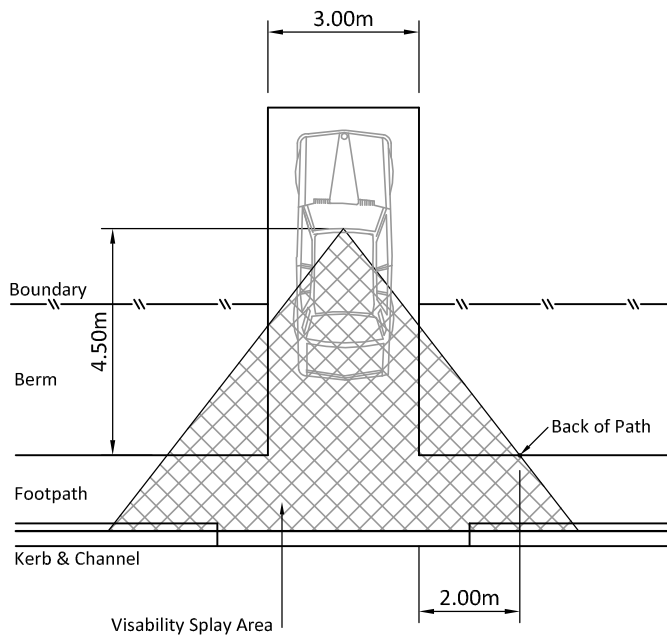 3.00m
Boundary
4.50m
Berm
Back of Path
Footpath
Kerb & Channel
2.00m
Visability Splay Area